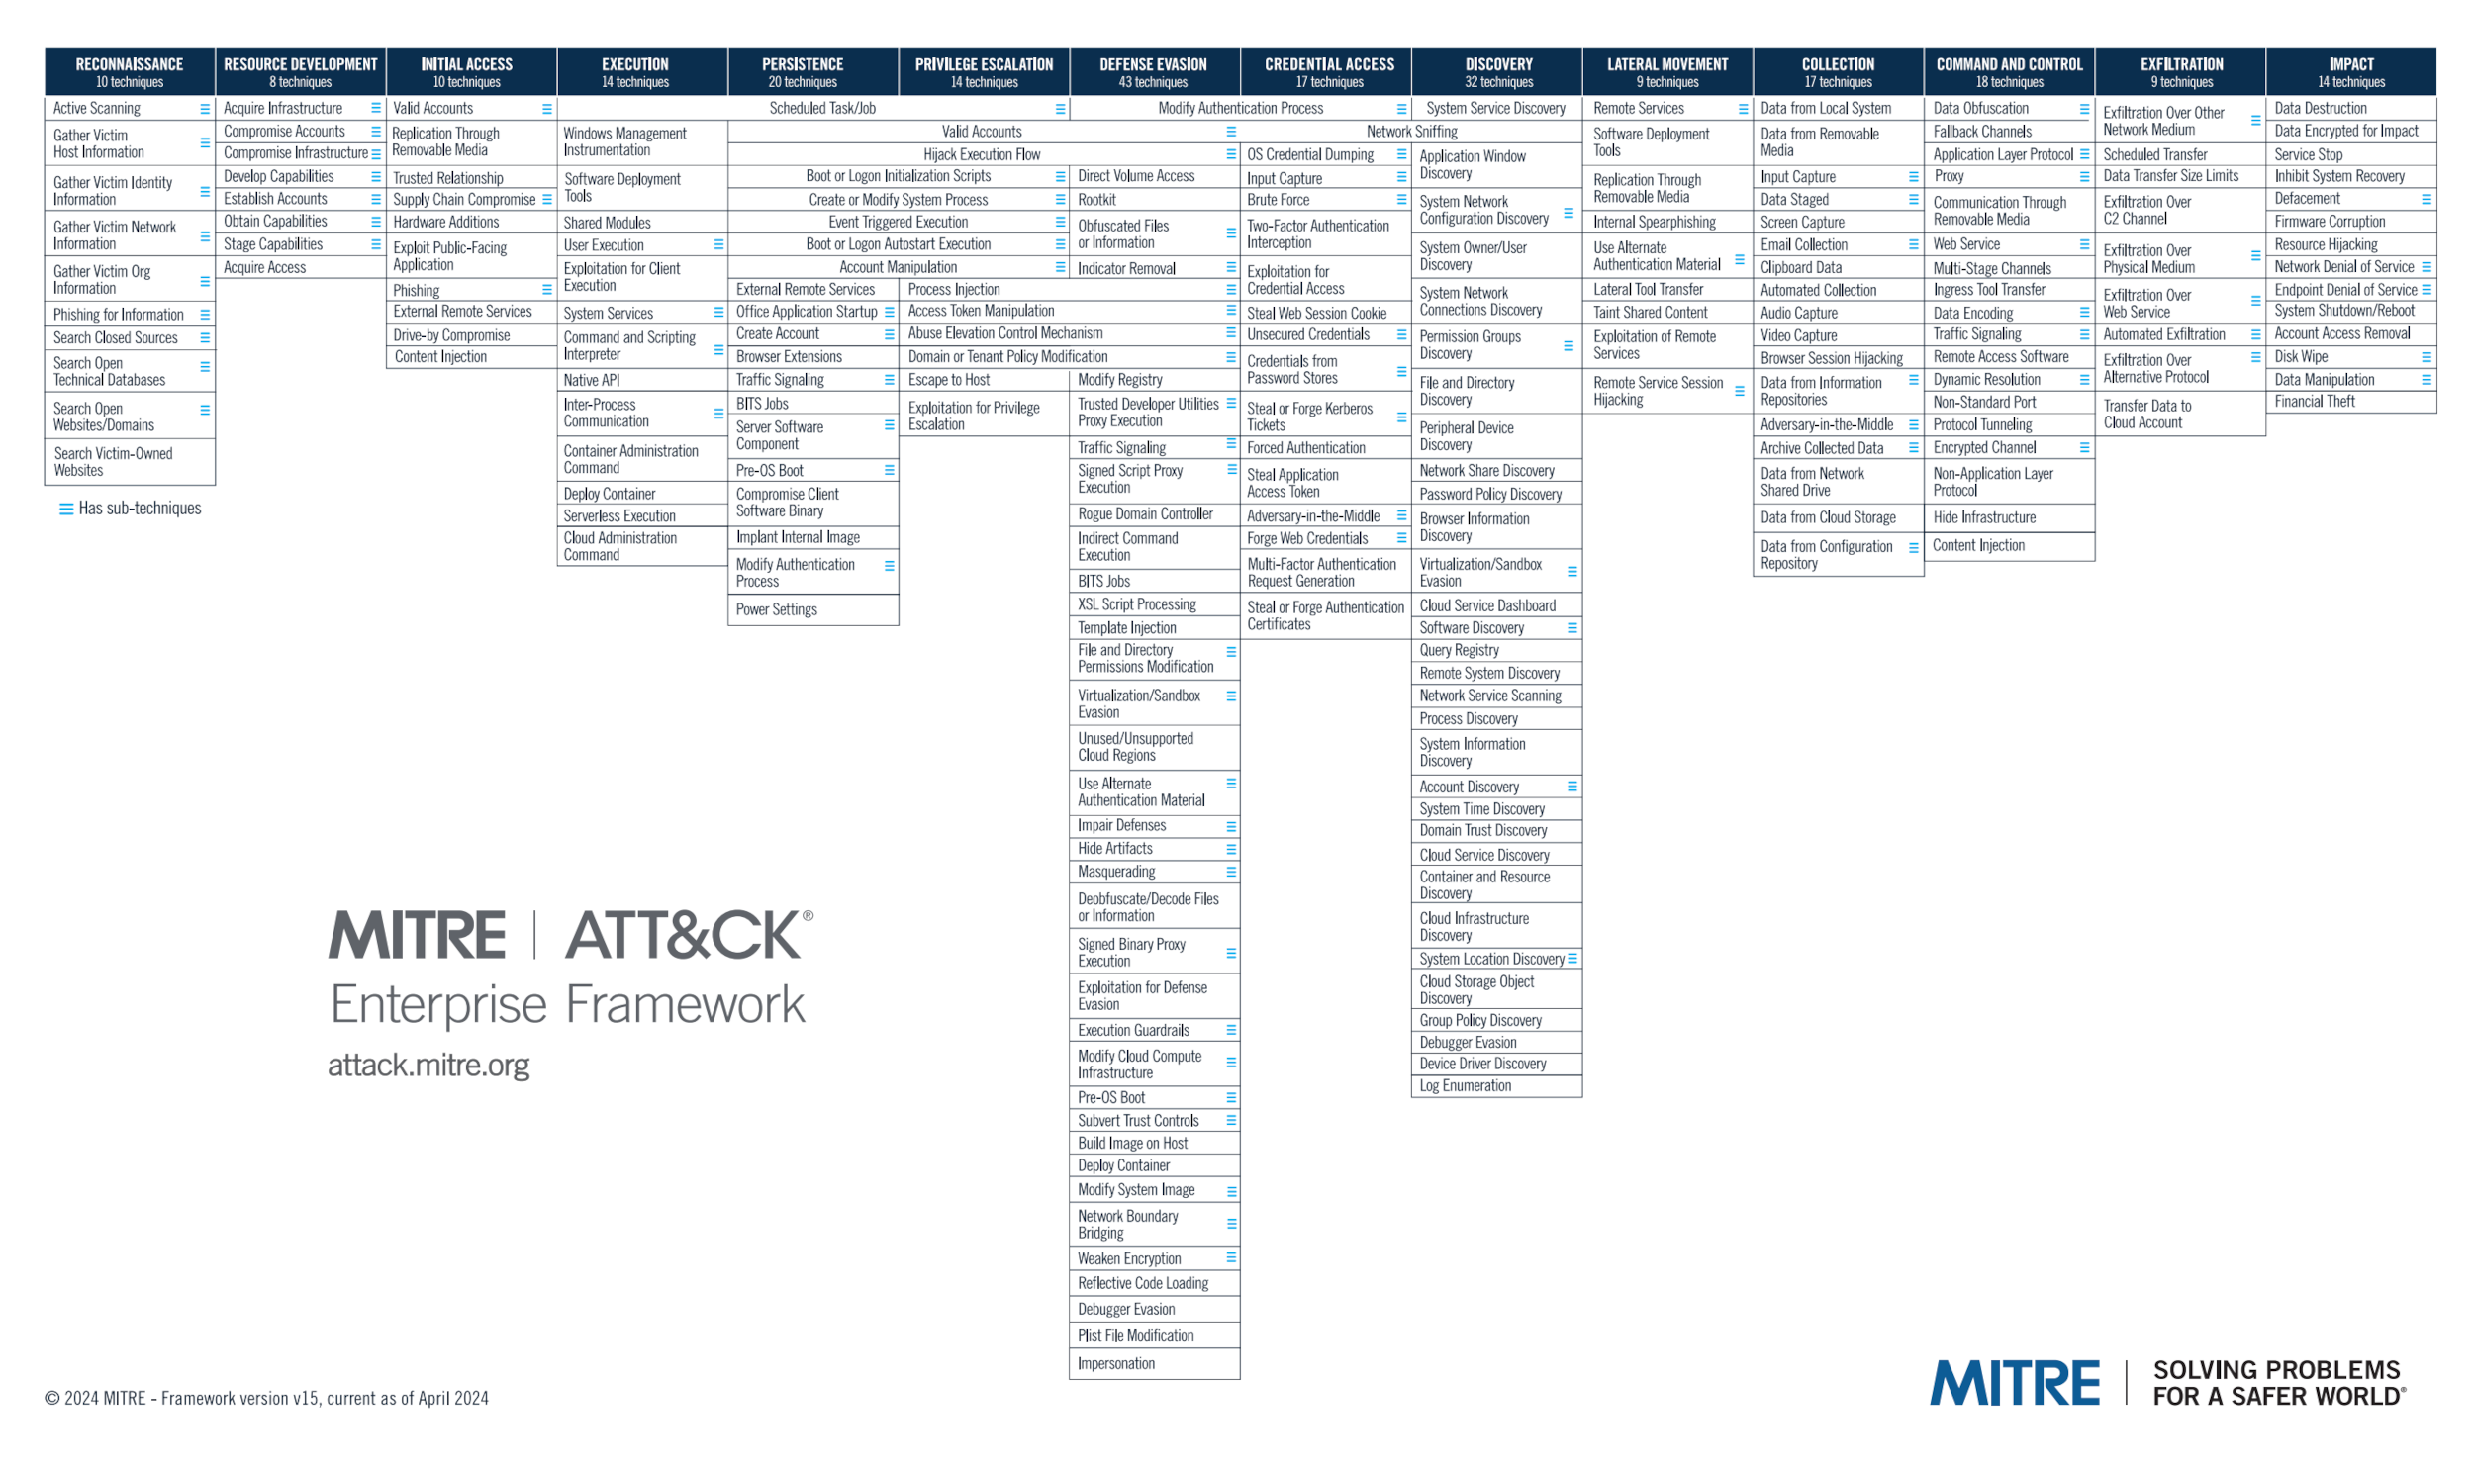 RECONNAISSANCE
10 techniques
Active Scanning
Gather Victim
Host Information
Gather Victim Identity
Information
Gather Victim Network
Information
Gather Victim Org
Information
Phishing for Information
Search Closed Sources
Search Open
Technical Databases
Search Open
Websites/Domains
Search Victim-Owned
Websites
Has sub-techniques
RESOURCE DEVELOPMENT
8 techniques
Acquire Infrastructure
Compromise Accounts
Compromise Infrastructure
Develop Capabilities
Establish Accounts
Obtain Capabilities
Stage Capabilities
Acquire Access
INITIAL ACCESS
10 techniques
Valid Accounts
Replication Through
Removable Media
Trusted Relationship
Supply Chain Compromise
Hardware Additions
Exploit Public-Facing
Application
Phishing
External Remote Services
Drive-by Compromise
Content Injection
EXECUTION
14 techniques
Scheduled Task/Job
Windows Management
Instrumentation
Software Deployment
Tools
Shared Modules
User Execution
Exploitation for Client
Execution
System Services
Command and Scripting
Interpreter
Native API
Inter-Process
Communication
Container Administration
Command
Deploy Container
Serverless Execution
Cloud Administration
Command
PERSISTENCE
20 techniques
Valid Accounts
Hijack Execution Flow
Boot or Logon Initialization Scripts
Create or Modify System Process
Event Triggered Execution
Boot or Logon Autostart Execution
Account Manipulation
External Remote Services
Office Application Startup
Create Account
Browser Extensions
Traffic Signaling
BITS Jobs
Server Software
Component
Pre-OS Boot
Compromise Client
Software Binary
Implant Internal Image
Modify Authentication
Process
Power Settings
PRIVILEGE ESCALATION
14 techniques
Process Injection
Access Token Manipulation
Abuse Elevation Control Mechanism
Domain or Tenant Policy Modification
Escape to Host
Exploitation for Privilege
Escalation
DEFENSE EVASION
43 techniques
Modify Authentication Process
Direct Volume Access
Rootkit
Obfuscated Files
or Information
Indicator Removal
Modify Registry
Trusted Developer Utilities
Proxy Execution
Traffic Signaling
Signed Script Proxy
Execution
Rogue Domain Controller
Indirect Command
Execution
BITS Jobs
XSL Script Processing
Template Injection
File and Directory
Permissions Modification
Virtualization/Sandbox
Evasion
Unused/Unsupported
Cloud Regions
Use Alternate
Authentication Material
Impair Defenses
Hide Artifacts
Masquerading
Deobfuscate/Decode Files
or Information
Signed Binary Proxy
Execution
Exploitation for Defense
Evasion
Execution Guardrails
Modify Cloud Compute
Infrastructure
Pre-OS Boot
Subvert Trust Controls
Build Image on Host
Deploy Container
Modify System Image
Network Boundary
Bridging
Weaken Encryption
Reflective Code Loading
Debugger Evasion
Plist File Modification
Impersonation
CREDENTIAL ACCESS
17 techniques
Network Sniffing
OS Credential Dumping
Input Capture
Brute Force
Two-Factor Authentication
Interception
Exploitation for
Credential Access
Steal Web Session Cookie
Unsecured Credentials
Credentials from
Password Stores
Steal or Forge Kerberos
Tickets
Forced Authentication
Steal Application
Access Token
Adversary-in-the-Middle
Forge Web Credentials
Multi-Factor Authentication
Request Generation
Steal or Forge Authentication
Certificates
DISCOVERY
32 techniques
System Service Discovery
Application Window
Discovery
System Network
Configuration Discovery
System Owner/User
Discovery
System Network
Connections Discovery
Permission Groups
Discovery
File and Directory
Discovery
Peripheral Device
Discovery
Network Share Discovery
Password Policy Discovery
Browser Information
Discovery
Virtualization/Sandbox
Evasion
Cloud Service Dashboard
Software Discovery
Query Registry
Remote System Discovery
Network Service Scanning
Process Discovery
System Information
Discovery
Account Discovery
System Time Discovery
Domain Trust Discovery
Cloud Service Discovery
Container and Resource
Discovery
Cloud Infrastructure
Discovery
System Location Discovery
Cloud Storage Object
Discovery
Group Policy Discovery
Debugger Evasion
Device Driver Discovery
Log Enumeration
LATERAL MOVEMENT
9 techniques
Remote Services
Software Deployment
Tools
Replication Through
Removable Media
Internal Spearphishing
Use Alternate
Authentication Material
Lateral Tool Transfer
Taint Shared Content
Exploitation of Remote
Services
Remote Service Session
Hijacking
COLLECTION
17 techniques
Data from Local System
Data from Removable
Media
Input Capture
Data Staged
Screen Capture
Email Collection
Clipboard Data
Automated Collection
Audio Capture
Video Capture
Browser Session Hijacking
Data from Information
Repositories
Adversary-in-the-Middle
Archive Collected Data
Data from Network
Shared Drive
Data from Cloud Storage
Data from Configuration
Repository
COMMAND AND CONTROL
18 techniques
Data Obfuscation
Fallback Channels
Application Layer Protocol
Proxy
Communication Through
Removable Media
Web Service
Multi-Stage Channels
Ingress Tool Transfer
Data Encoding
Traffic Signaling
Remote Access Software
Dynamic Resolution
Non-Standard Port
Protocol Tunneling
Encrypted Channel
Non-Application Layer
Protocol
Hide Infrastructure
Content Injection
EXFILTRATION
9 techniques
Exfiltration Over Other
Network Medium
Scheduled Transfer
Data Transfer Size Limits
Exfiltration Over
C2 Channel
Exfiltration Over
Physical Medium
Exfiltration Over
Web Service
Automated Exfiltration
Exfiltration Over
Alternative Protocol
Transfer Data to
Cloud Account
IMPACT
14 techniques
Data Destruction
Data Encrypted for Impact
Service Stop
Inhibit System Recovery
Defacement
Firmware Corruption
Resource Hijacking
Network Denial of Service
Endpoint Denial of Service
System Shutdown/Reboot
Account Access Removal
Disk Wipe
Data Manipulation
Financial Theft
MITRE | ATT&CK®
Enterprise Framework
attack.mitre.org
© 2024 MITRE - Framework version v15, current as of April 2024
MITRE
SOLVING PROBLEMS
FOR A SAFER WORLD®